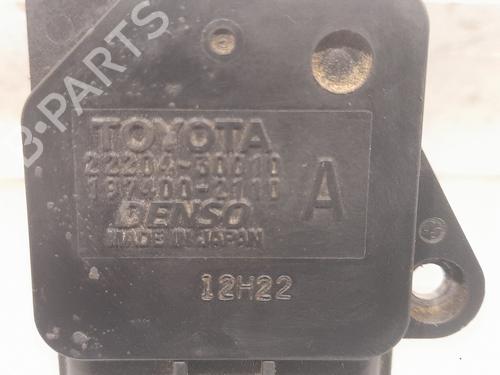 TOYOTA
22204-30010
197400-2110
A
DENSO
MADE IN JAPAN
12H22
B-PARTS